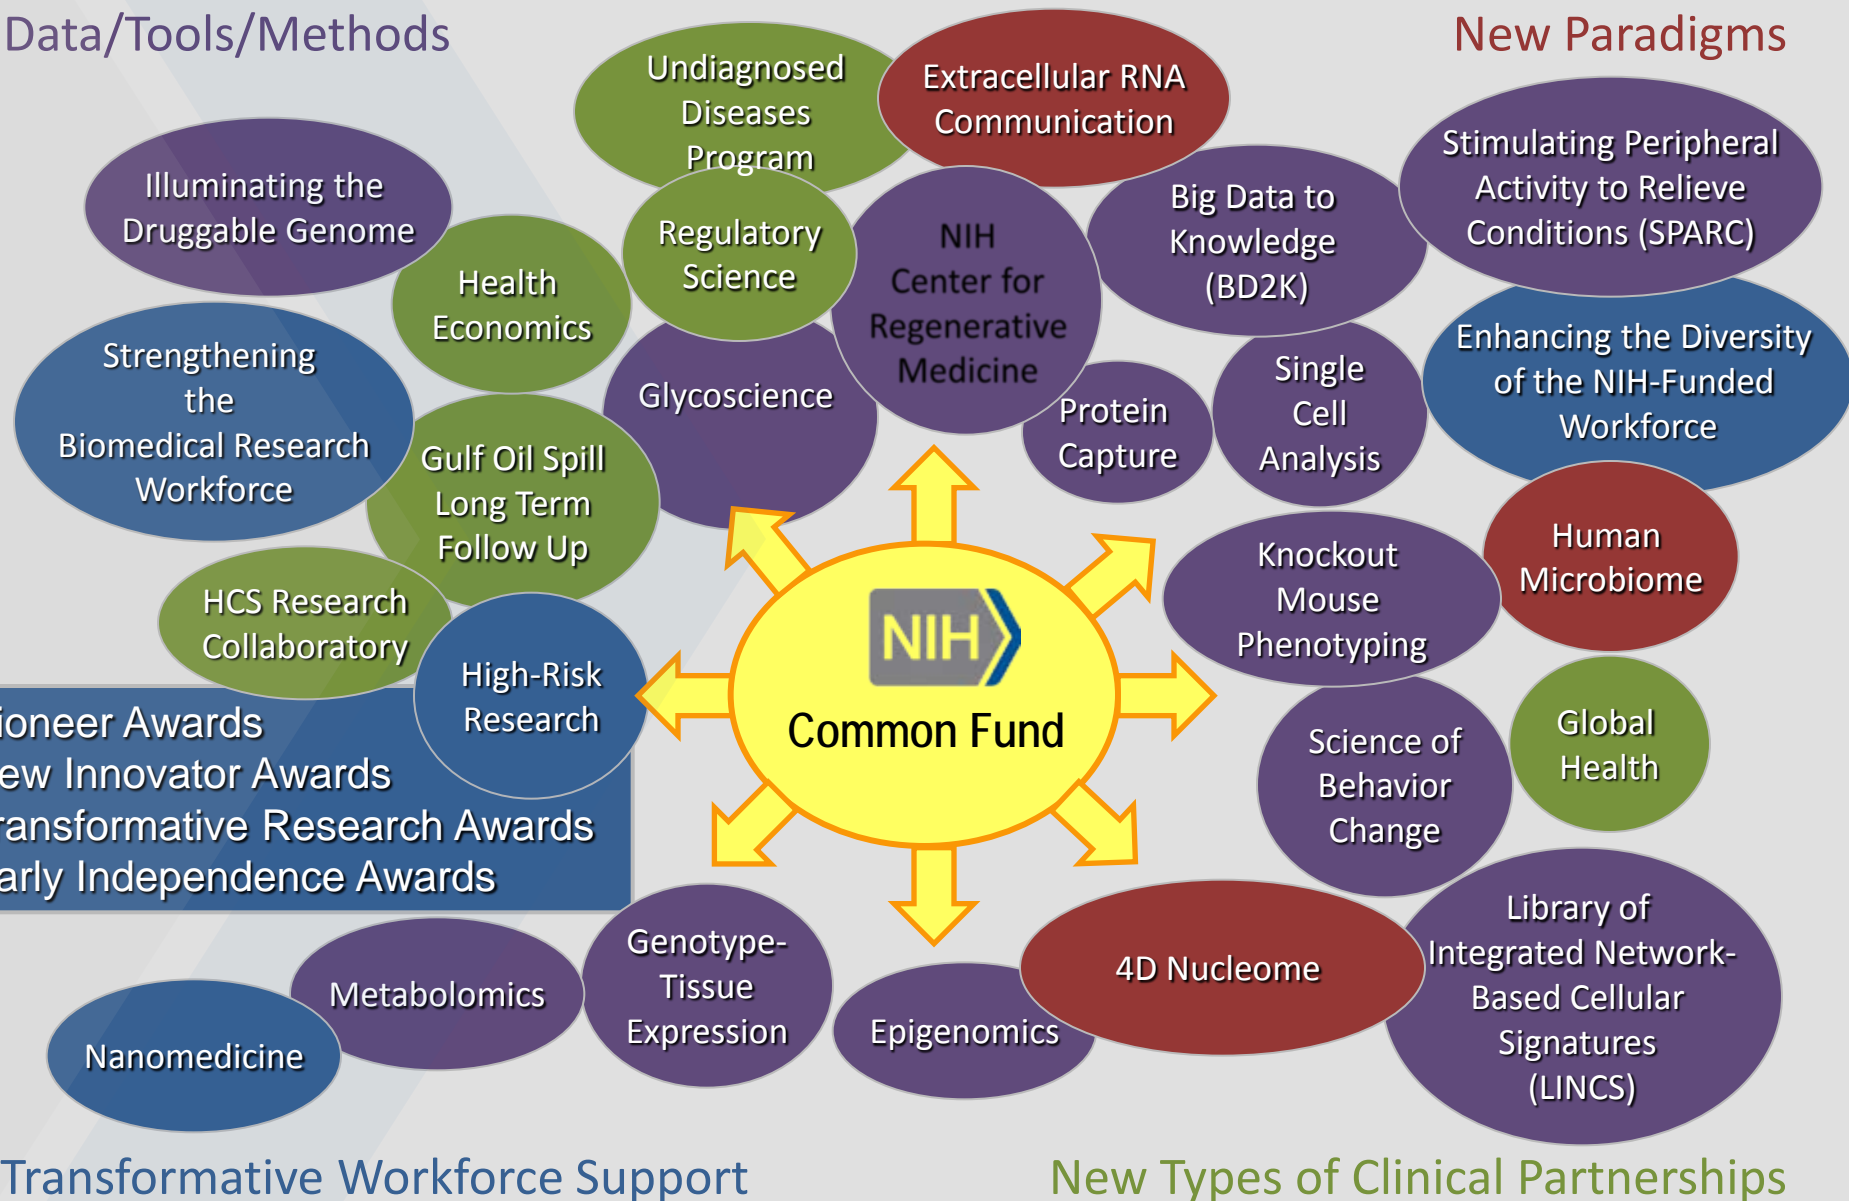 Data/Tools/Methods
New Paradigms
Undiagnosed
Diseases
Program
Extracellular RNA
Communication
Stimulating Peripheral
Activity to Relieve
Conditions (SPARC)
Illuminating the
Druggable Genome
Big Data to
Knowledge
(BD2K)
Regulatory
Science
NIH
Center for
Regenerative
Medicine
Health
Economics
Enhancing the Diversity
of the NIH-Funded
Workforce
Strengthening
the
Biomedical Research
Workforce
Glycoscience
Single
Cell
Analysis
Protein
Capture
Gulf Oil Spill
Long Term
Follow Up
Human
Microbiome
Knockout
Mouse
Phenotyping
HCS Research
Collaboratory
High-Risk
Research
NIH
Common Fund
Global
Health
Science of
Behavior
Change
ioneer Awards
ew Innovator Awards
ransformative Research Awards
arly Independence Awards
Library of
Integrated Network-
Based Cellular
Signatures
(LINCS)
Genotype-
Tissue
Expression
4D Nucleome
Metabolomics
Epigenomics
Nanomedicine
Transformative Workforce Support
New Types of Clinical Partnerships